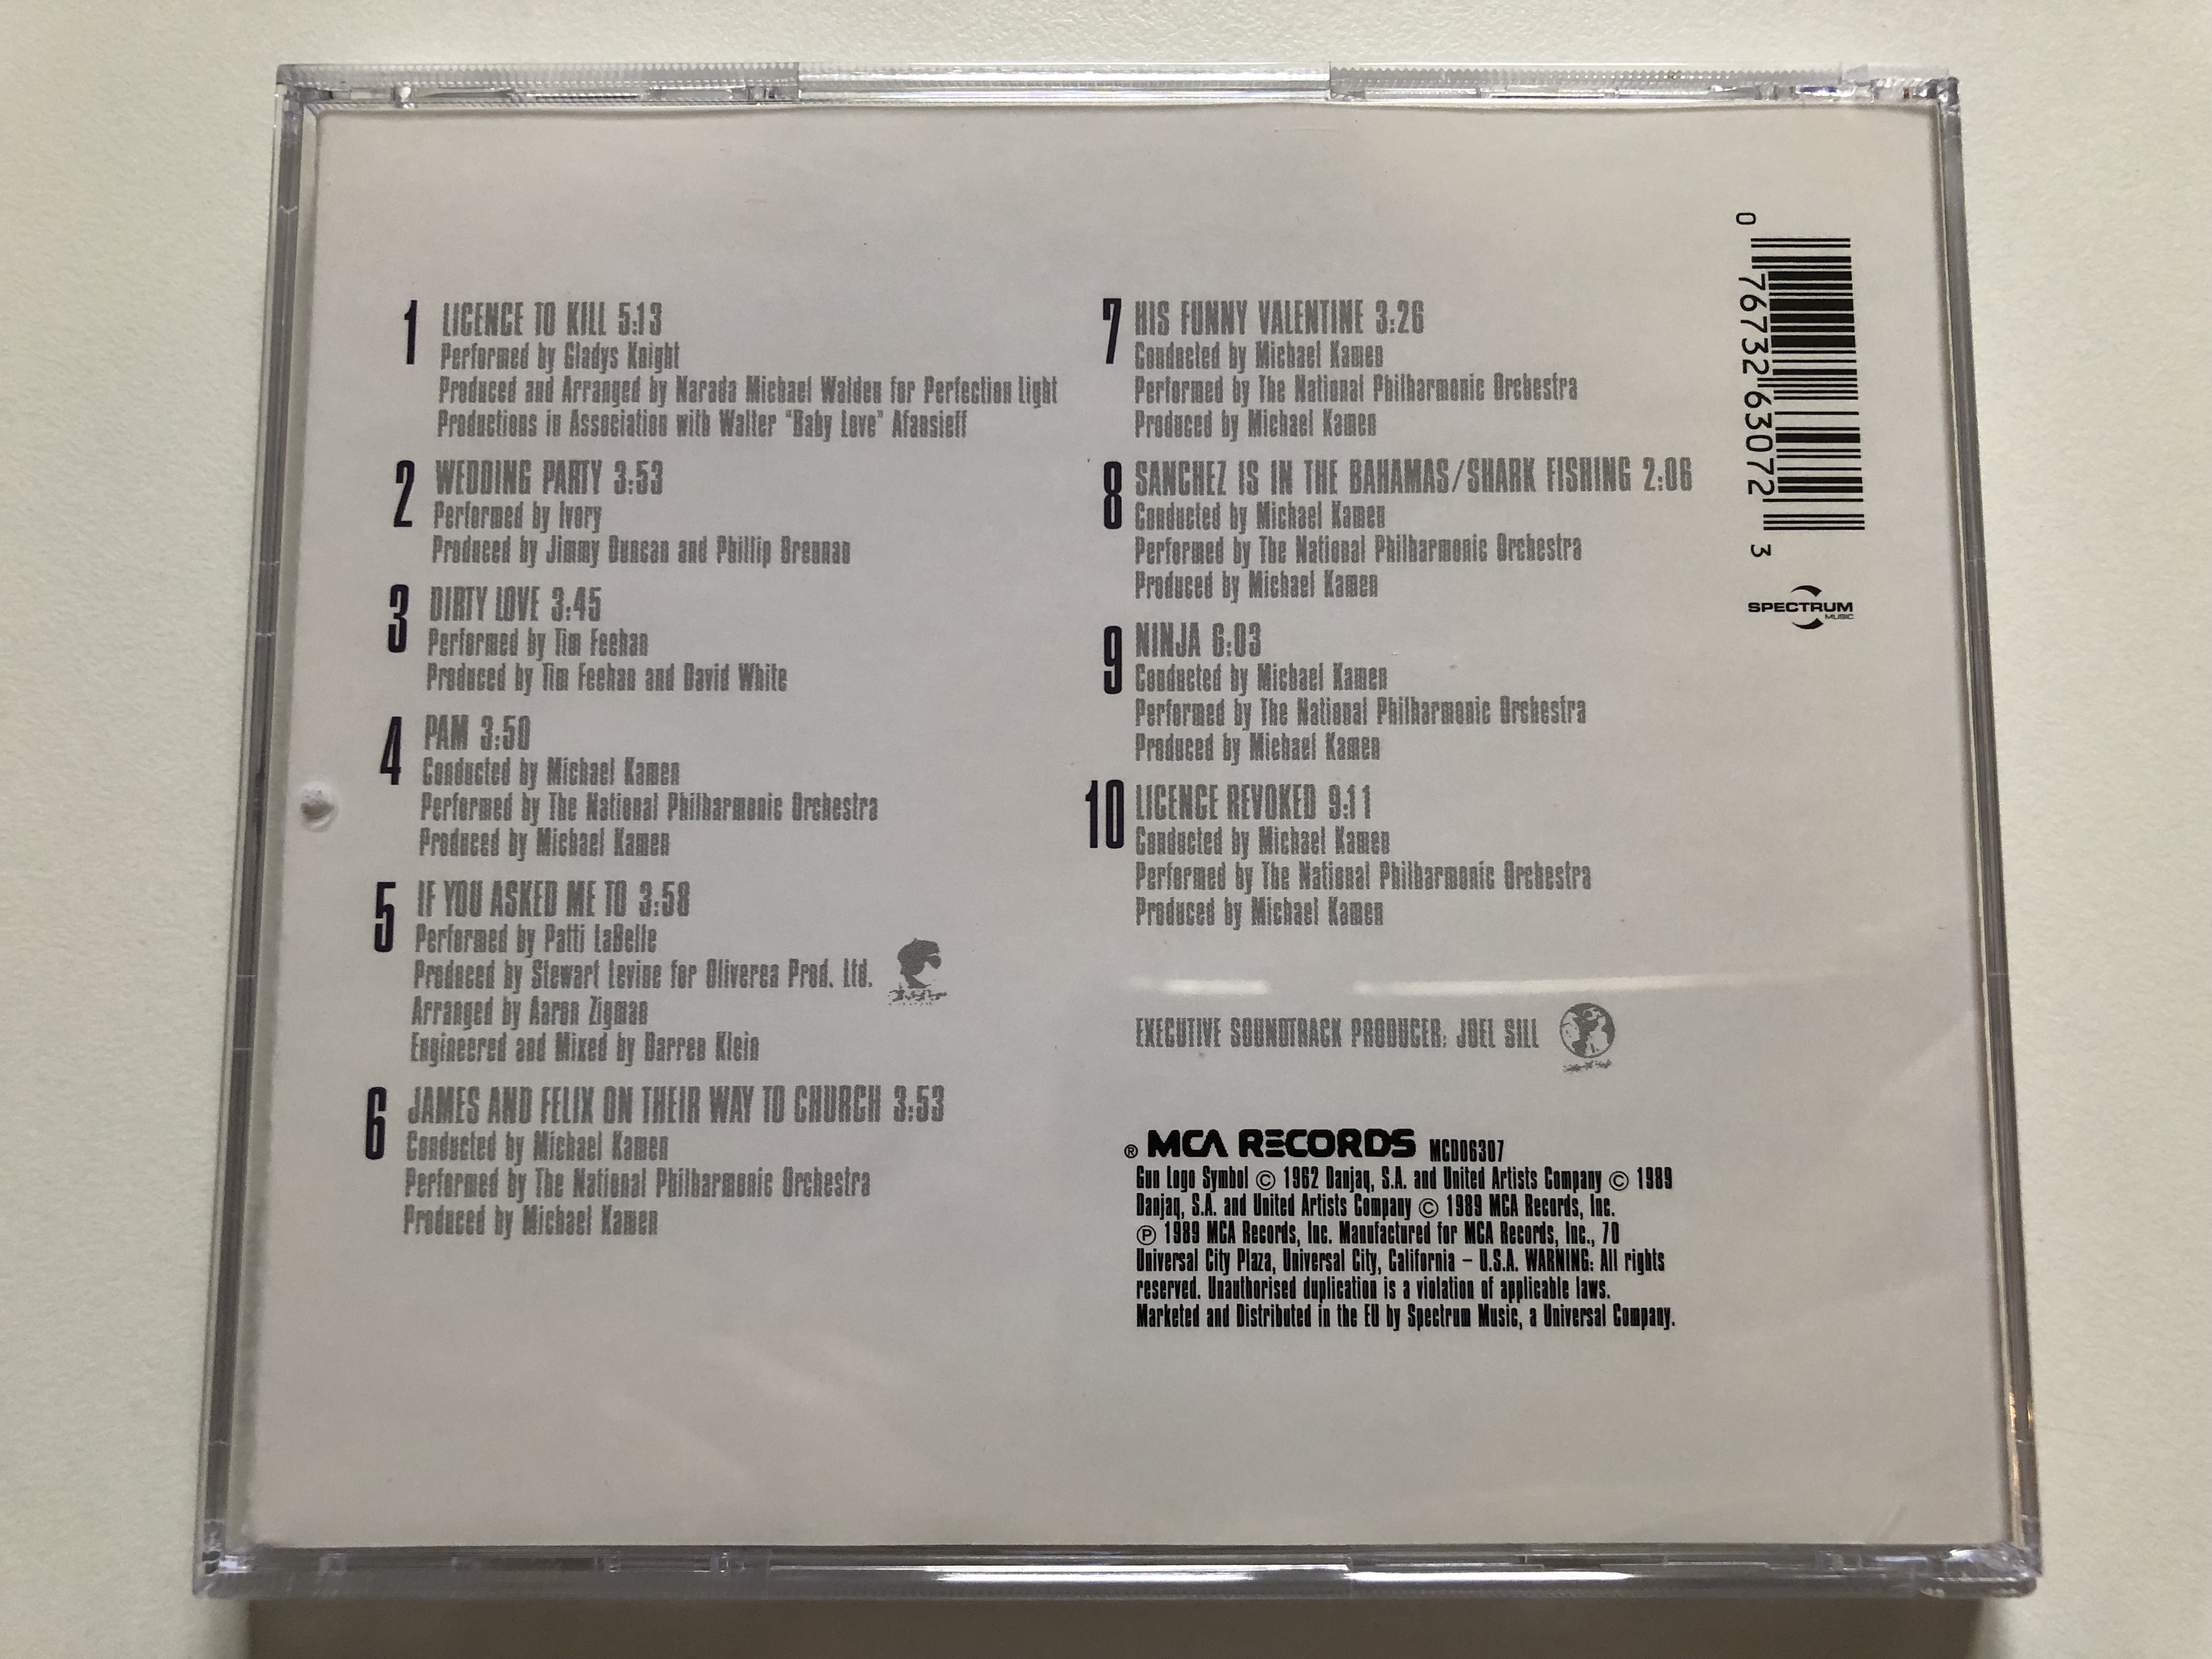 1 LICENCE TO KILL 5:13
Performed by Gladys Knight
Produced and Arranged by Narada Michael Walden for Perfection Light
Productions in Association with Walter "Baby Love" Afansieff
2 WEDDING PARTY 3:53
Performed by Ivory
Produced by Jimmy Duncan and Phillip Brennan
3 DIRTY LOVE 3:45
Performed by Tim Feehan
Produced by Tim Feehan and David White
4 PAM 3:50
Conducted by Michael Kamen
Performed by The National Philharmonic Orchestra
Produced by Michael Kamen
5 IF YOU ASKED ME TO 3:58
Performed by Patti LaBelle
Produced by Stewart Levine for Oliverea Prod. Ltd.
Arranged by Aaron Zigman
Engineered and Mixed by Darren Klein
6 JAMES AND FELIX ON THEIR WAY TO CHURCH 3:53
Conducted by Michael Kamen
Performed by The National Philharmonic Orchestra
Produced by Michael Kamen
7 HIS FUNNY VALENTINE 3:26
Conducted by Michael Kamen
Performed by The National Philharmonic Orchestra
Produced by Michael Kamen
8 SANCHEZ IS IN THE BAHAMAS/SHARK FISHING 2:06
Conducted by Michael Kamen
Performed by The National Philharmonic Orchestra
Produced by Michael Kamen
9 NINJA 6:03
Conducted by Michael Kamen
Performed by The National Philharmonic Orchestra
Produced by Michael Kamen
10 LICENCE REVOKED 9:11
Conducted by Michael Kamen
Performed by The National Philharmonic Orchestra
Produced by Michael Kamen
EXECUTIVE SOUNDTRACK PRODUCER: JOEL SILL
® MCA RECORDS MCD06307
Gun Logo Symbol © 1962 Danjaq, S.A. and United Artists Company © 1989
Danjaq, S.A. and United Artists Company © 1989 MCA Records, Inc.
℗ 1989 MCA Records, Inc. Manufactured for MCA Records, Inc., 70
Universal City Plaza, Universal City, California – U.S.A. WARNING: All rights
reserved. Unauthorised duplication is a violation of applicable laws.
Marketed and Distributed in the EU by Spectrum Music, a Universal Company.
0 76732 63072 3
SPECTRUM
MUSIC